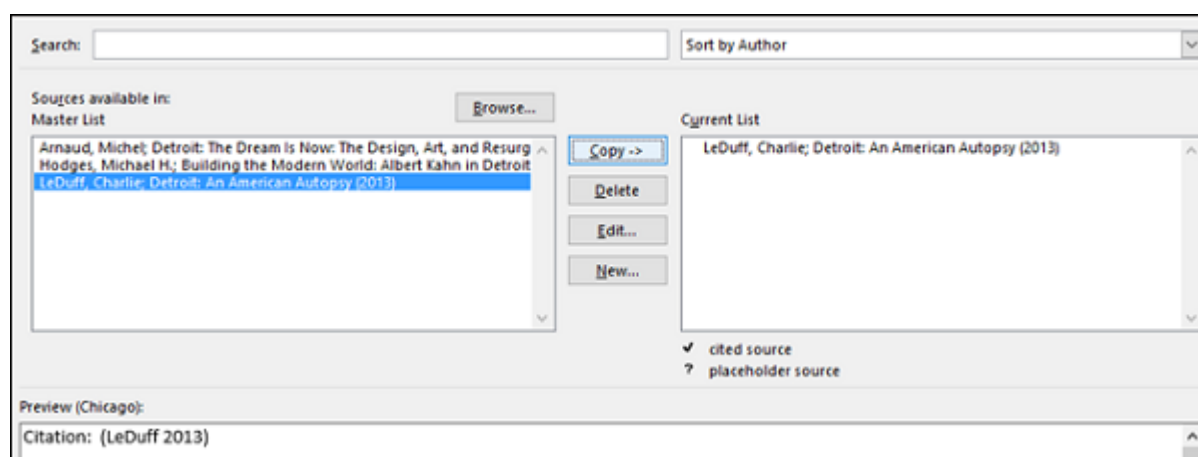 Search:
Sort by Author
Sources available in:
Master List
Browse...
Current List
Arnaud, Michel; Detroit: The Dream Is Now: The Design, Art, and Resurg
Hodges, Michael H.; Building the Modern World: Albert Kahn in Detroit
LeDuff, Charlie; Detroit: An American Autopsy (2013)
Copy ->
Delete
Edit...
New...
LeDuff, Charlie; Detroit: An American Autopsy (2013)
✓ cited source
? placeholder source
Preview (Chicago):
Citation: (LeDuff 2013)